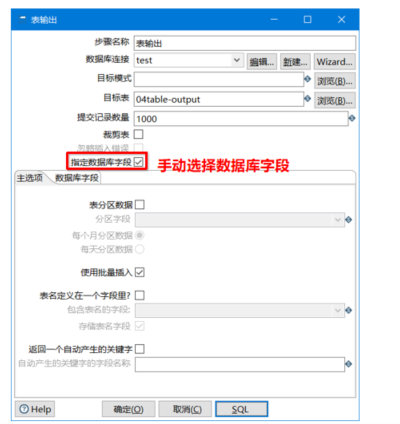 表输出
步骤名称 表输出
数据库连接 test 编辑... 新建... Wizard...
目标模式 浏览(B)...
目标表 04table-output 浏览(B)...
提交记录数量 1000
裁剪表
忽略插入错误
指定数据库字段 手动选择数据库字段
主选项 数据库字段
表分区数据
分区字段
每个月分区数据
每天分区数据
使用批量插入
表名定义在一个字段里?
包含表名的字段:
存储表名字段
返回一个自动产生的关键字
自动产生的关键字的字段名称
Help 确定(O) 取消(C) SQL